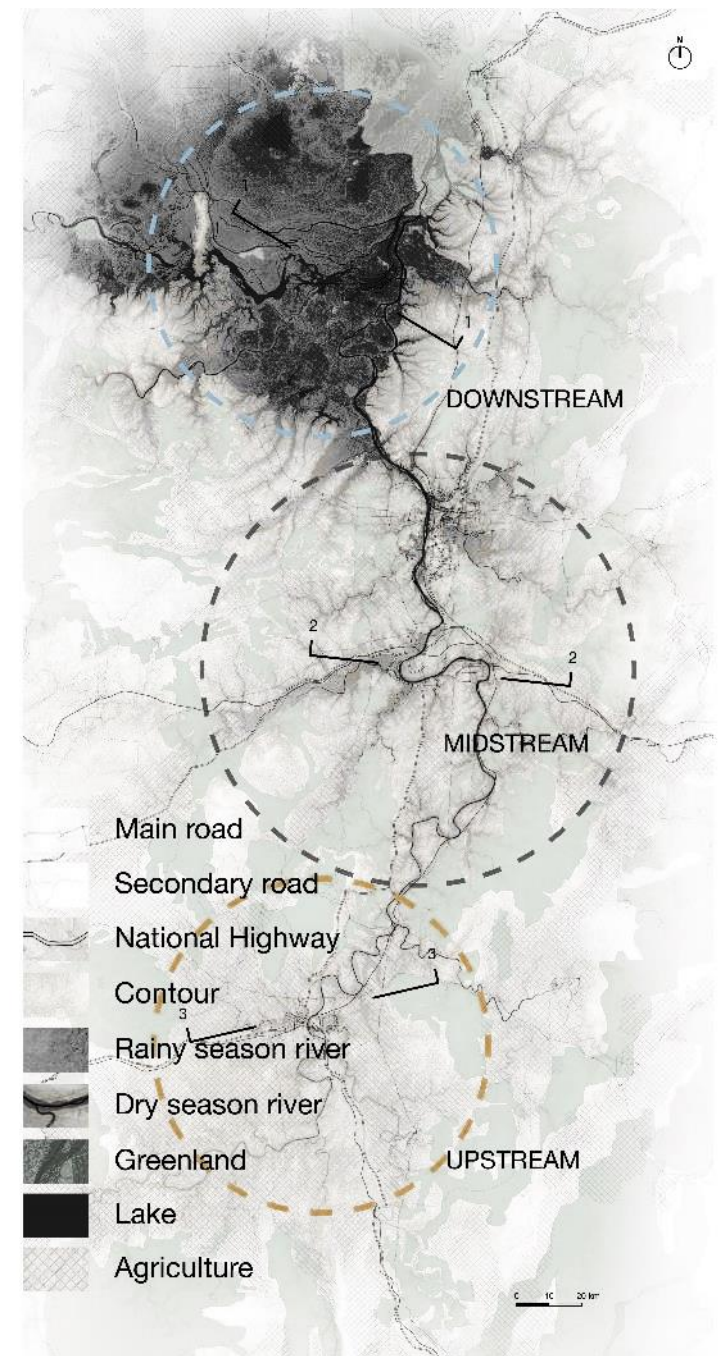 N
1
1
DOWNSTREAM
2
2
MIDSTREAM
Main road
Secondary road
National Highway
3
Contour
3
Rainy season river
Dry season river
Greenland
UPSTREAM
Lake
Agriculture
0 10 20 km